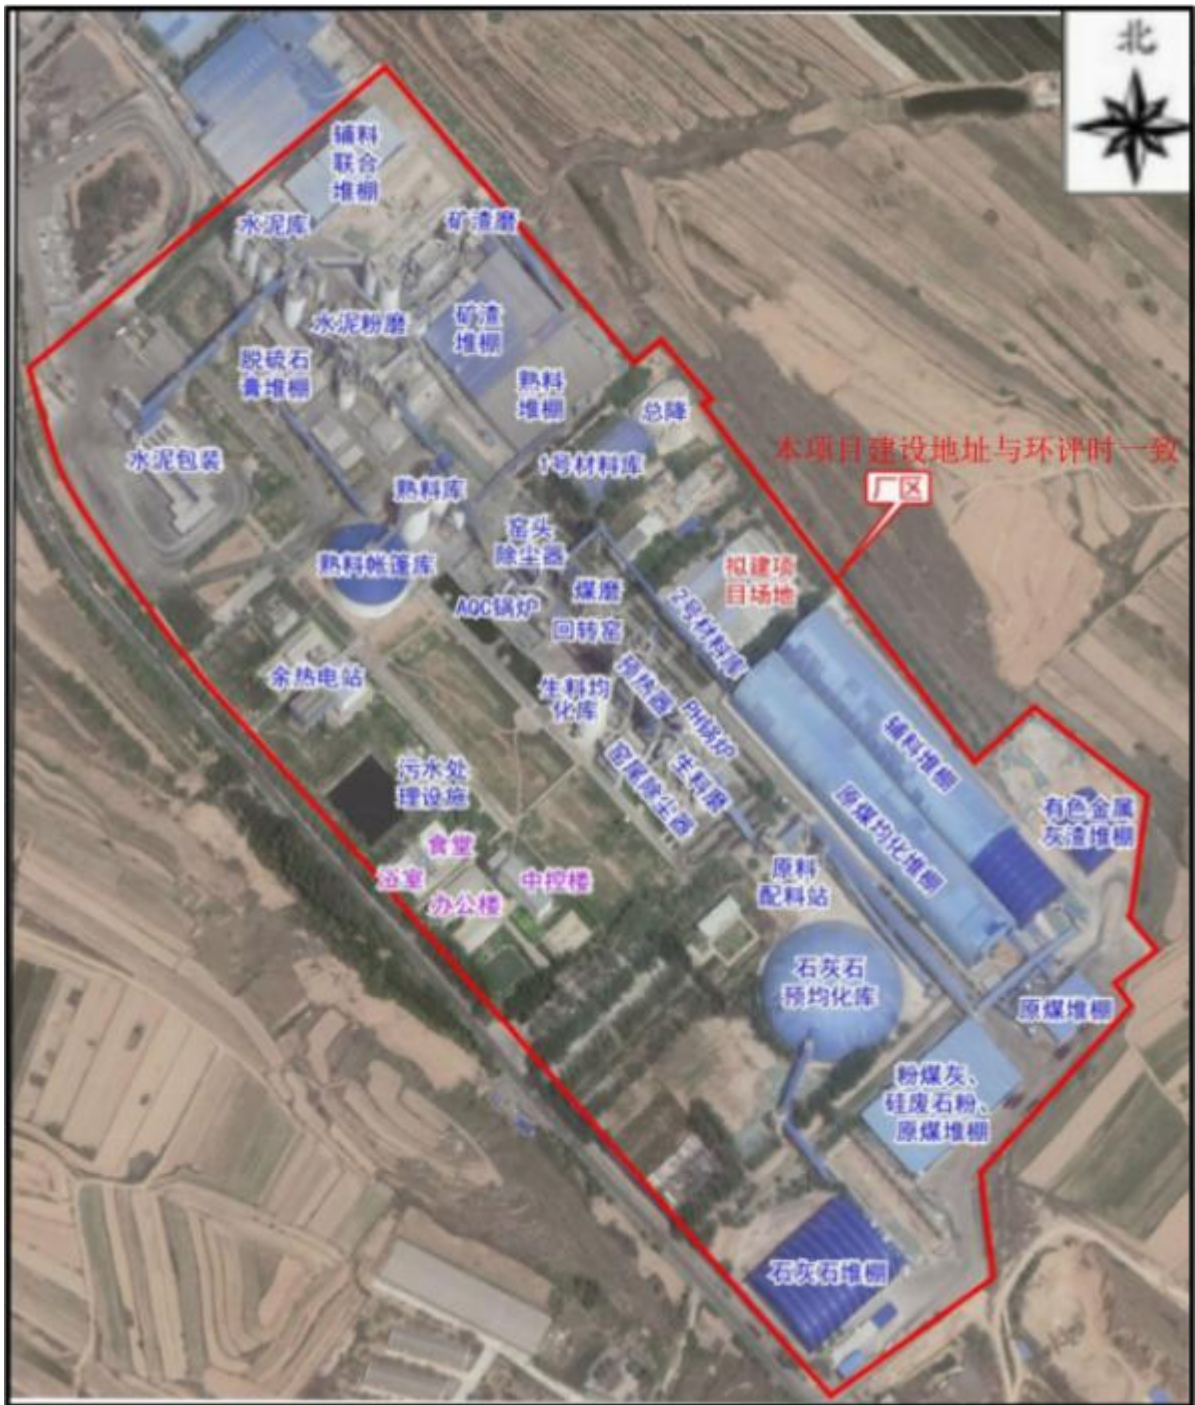 北
辅料
联合
堆棚
水泥库
矿渣磨
水泥粉磨
矿渣
堆棚
脱硫石
膏堆棚
熟料
堆棚
总降
水泥包装
1号材料库
本项目建设地址与环评时一致
厂区
熟料库
窑头
除尘器
熟料帐篷库
煤磨
拟建项
目场地
AQC锅炉
回转窑
2号材料库
余热电站
生料均
化库
预热器
PH锅炉
辅料堆棚
污水处
理设施
窑尾除尘器
生料磨
原煤均化堆棚
有色金属
灰渣堆棚
食堂
浴室
中控楼
办公楼
原料
配料站
石灰石
预均化库
原煤堆棚
粉煤灰、
硅废石粉、
原煤堆棚
石灰石堆棚